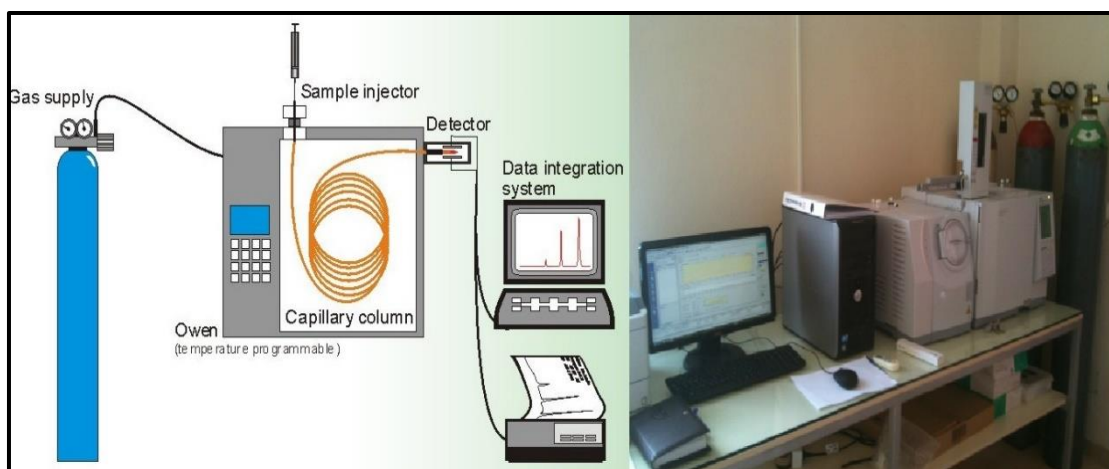 Gas supply
Sample injector
Detector
Data integration
system
Capillary column
Owen
(temperature programmable)